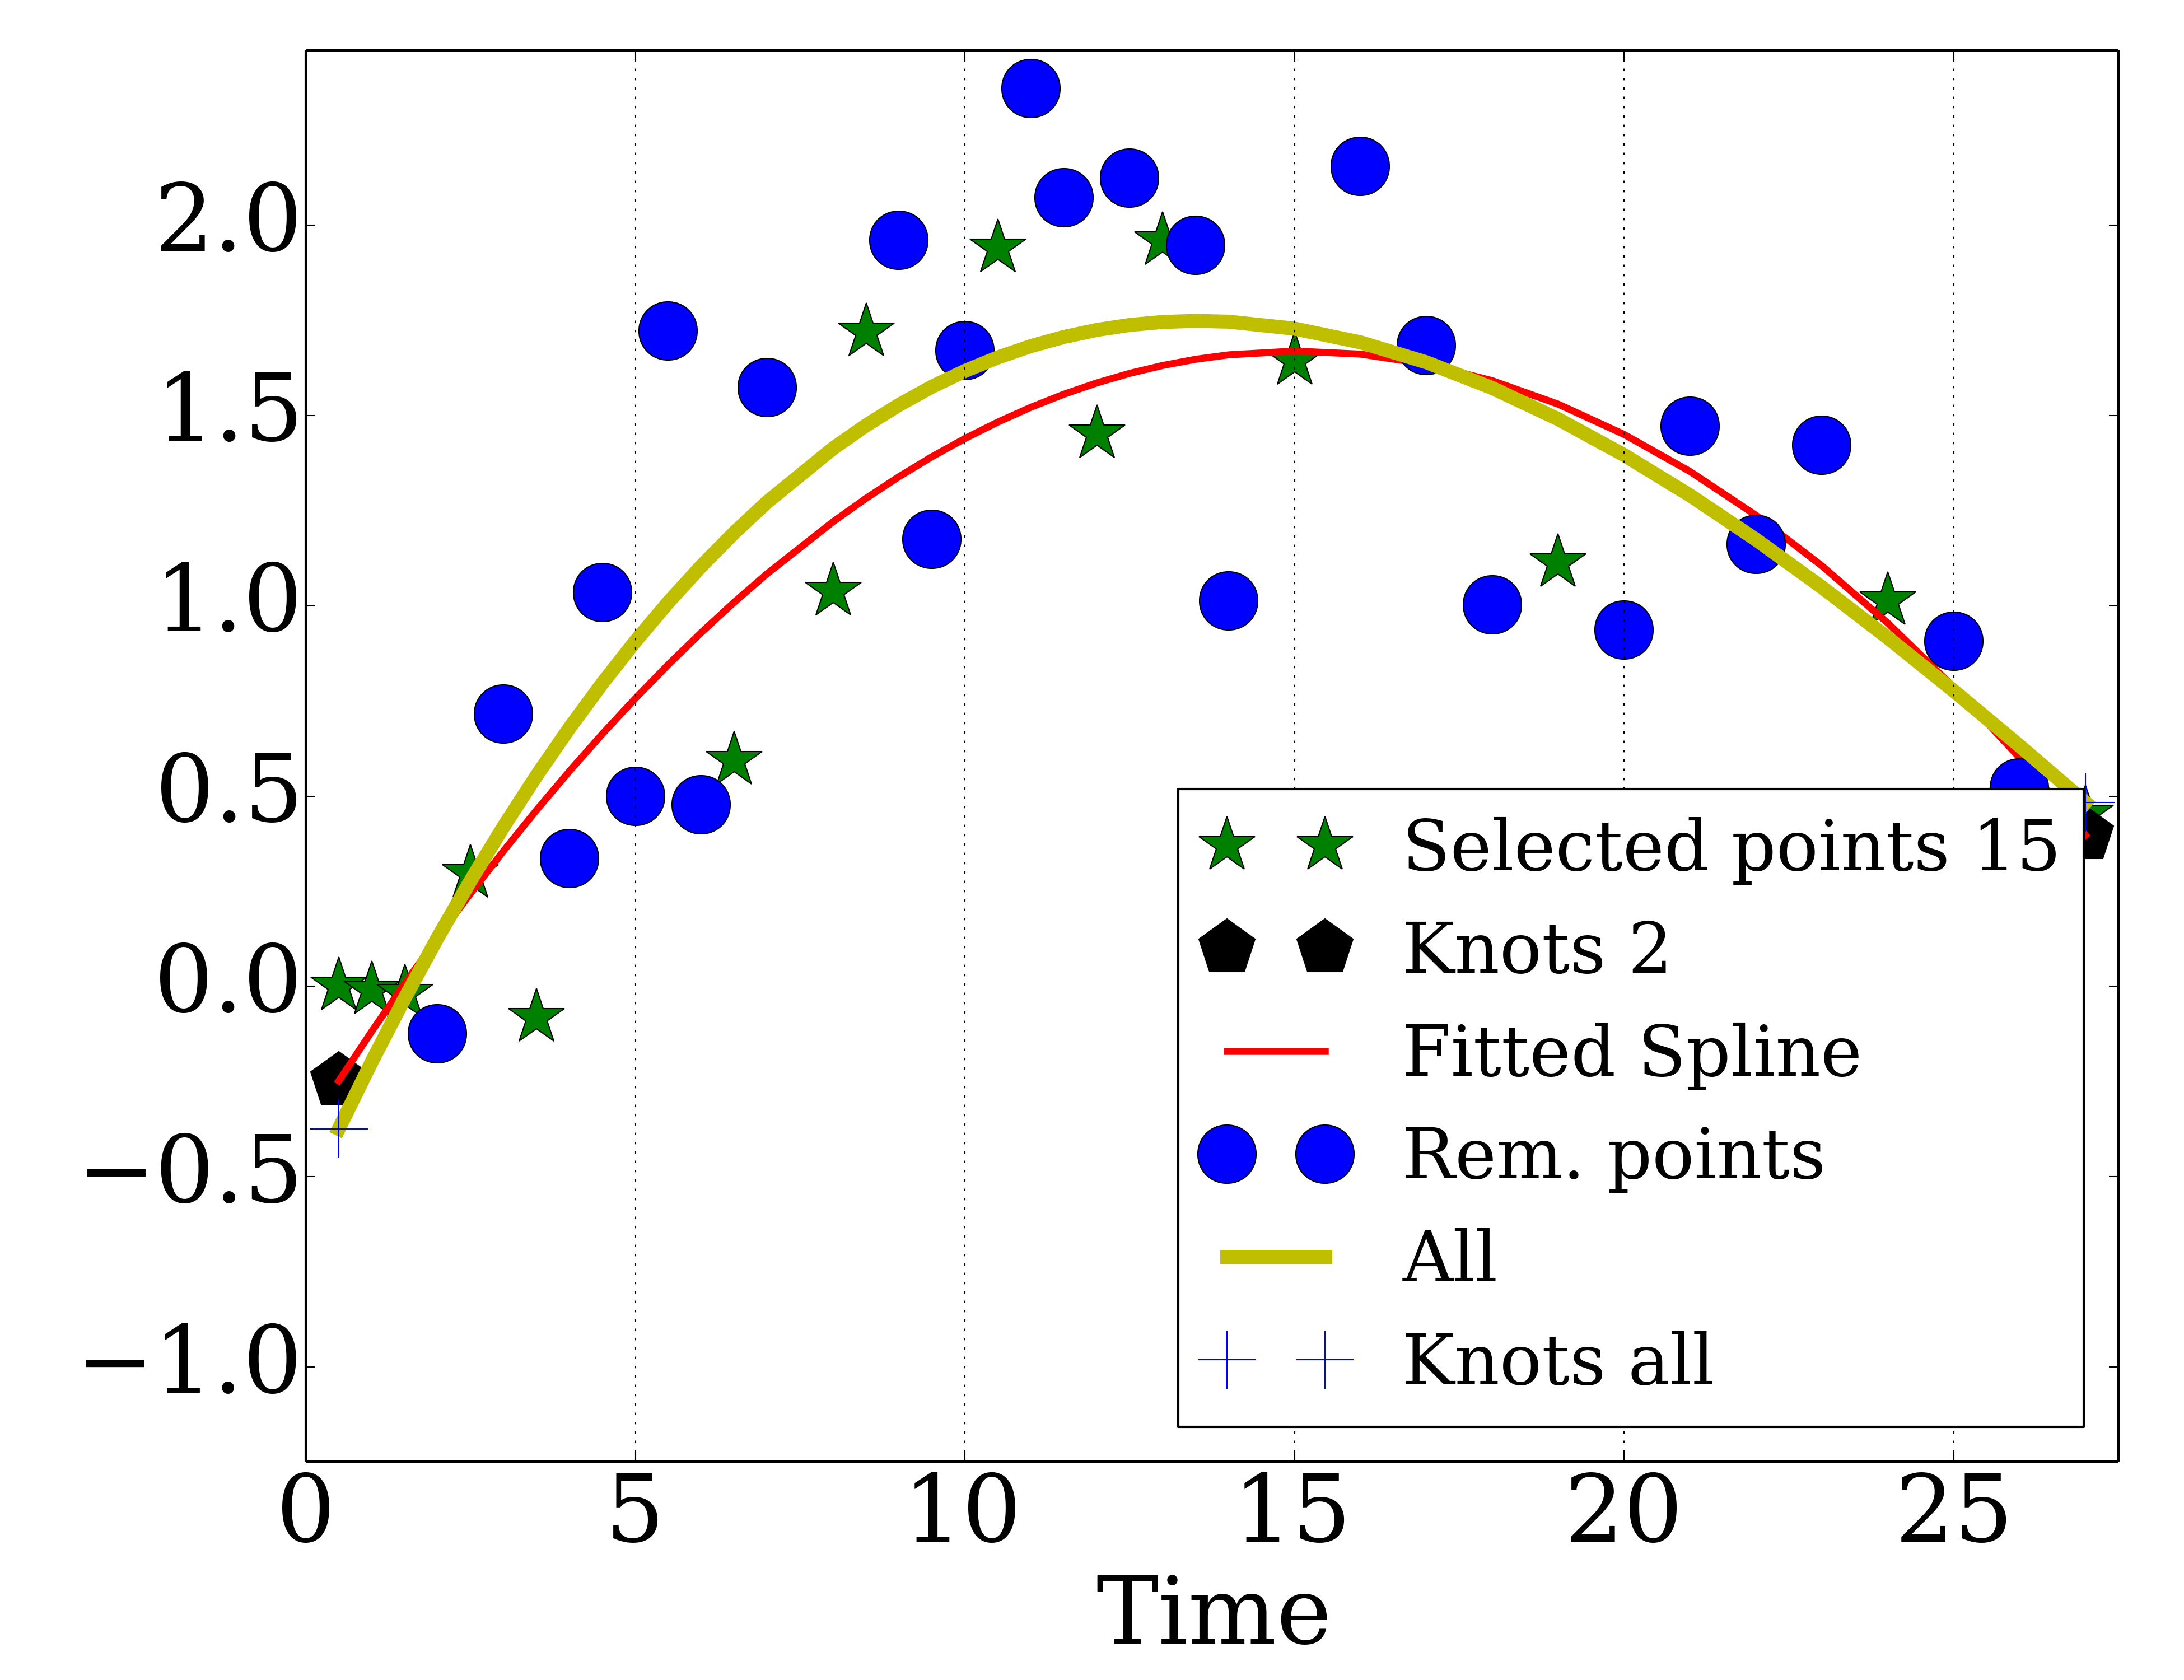 2.0
1.5
1.0
0.5
0.0
−0.5
−1.0
Selected points 15
Knots 2
Fitted Spline
Rem. points
All
Knots all
0 5 10 15 20 25
Time